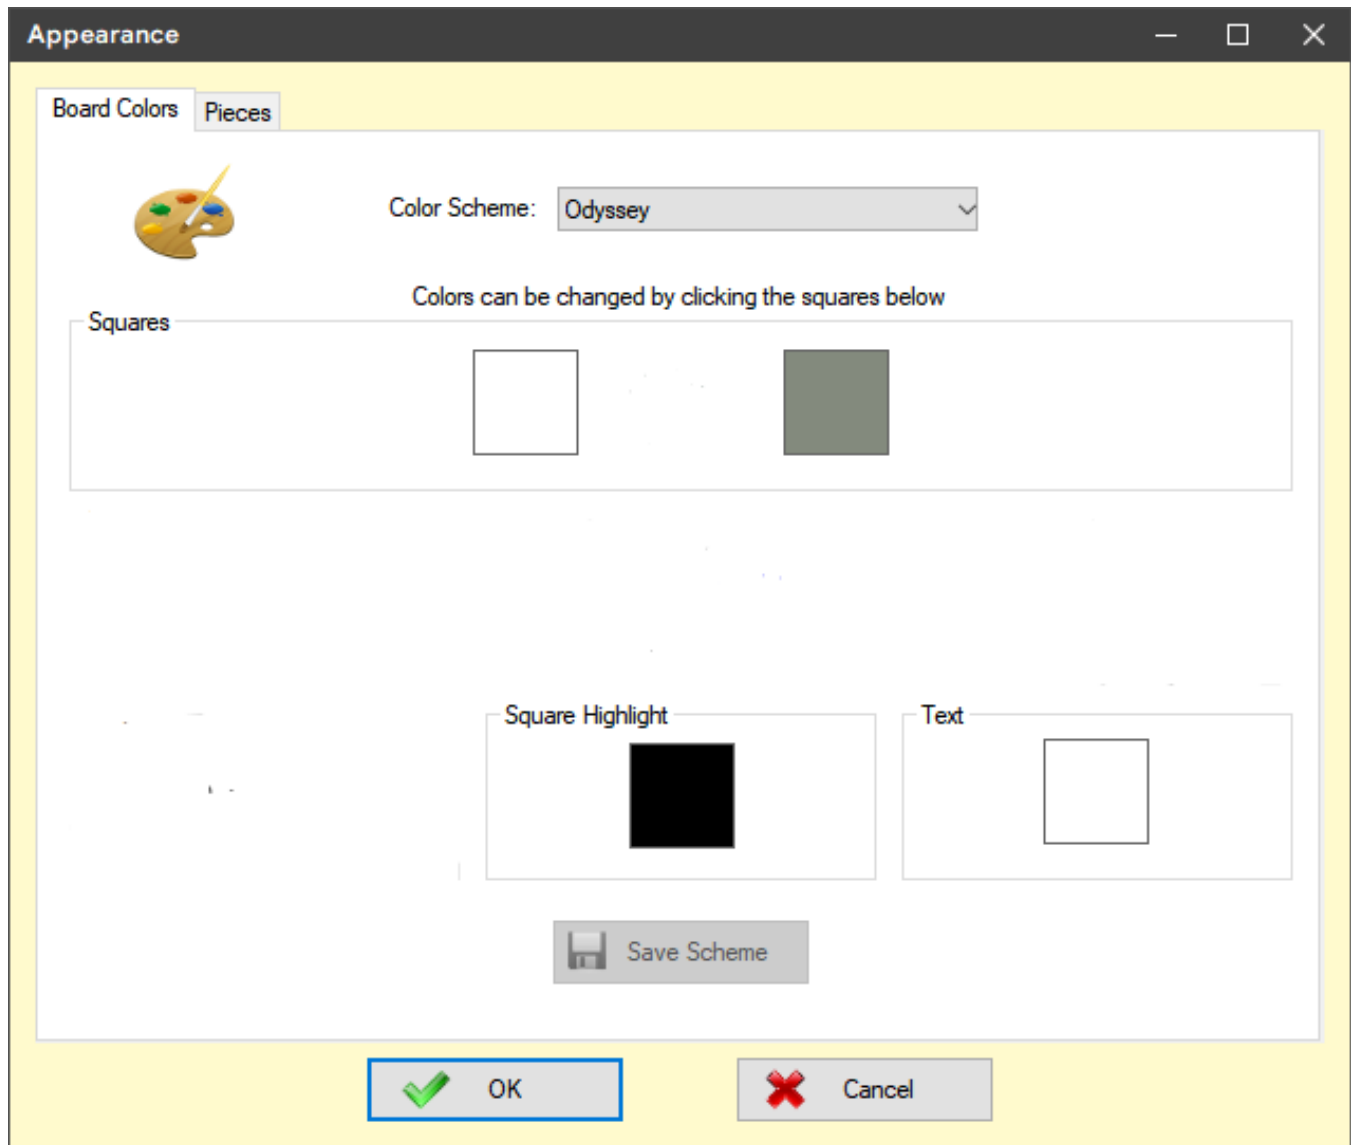 Appearance
Board Colors
Pieces
Color Scheme: Odyssey
Colors can be changed by clicking the squares below
Squares
Square Highlight
Text
Save Scheme
OK
Cancel